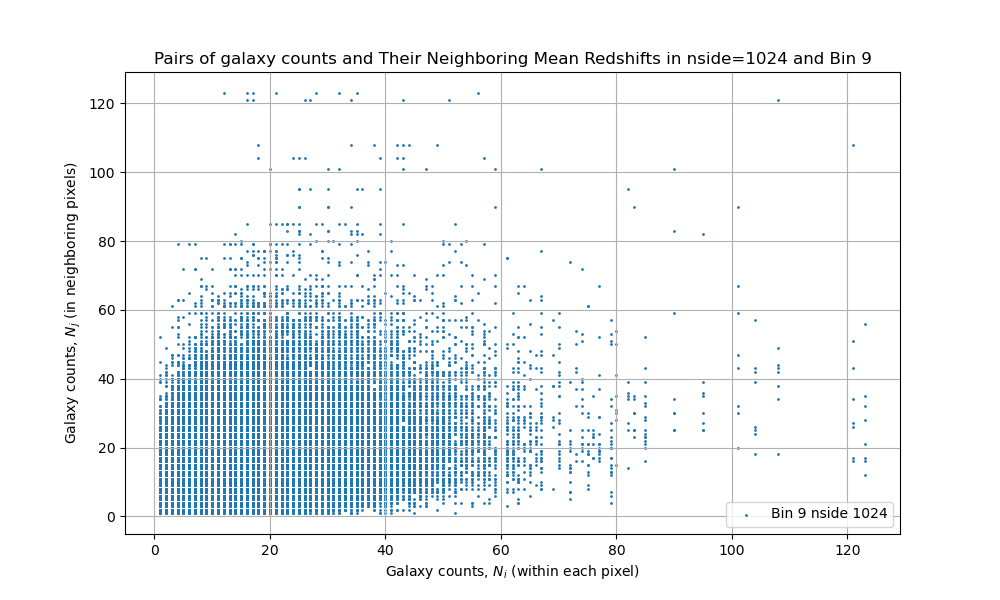 Pairs of galaxy counts and Their Neighboring Mean Redshifts in nside=1024 and Bin 9
120
100
80
60
40
20
0
Galaxy counts, N_j (in neighboring pixels)
Bin 9 nside 1024
0 20 40 60 80 100 120
Galaxy counts, N_i (within each pixel)